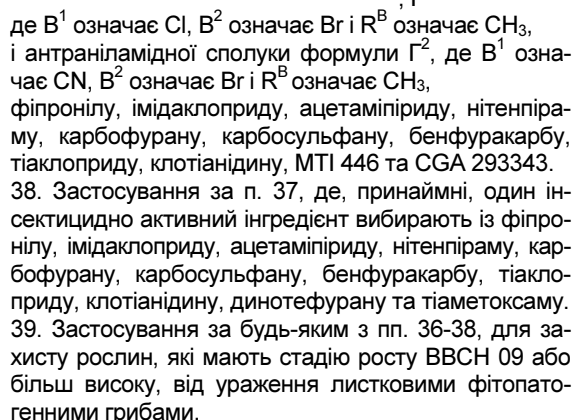 де B¹ означає Cl, B² означає Br і Rᴮ означає CH₃,
і антраніламідної сполуки формули Г², де B¹ озна-
чає CN, B² означає Br і Rᴮ означає CH₃,
фіпронілу, імідаклоприду, ацетаміпіриду, нітенпіра-
му, карбофурану, карбосульфану, бенфуракарбу,
тіаклоприду, клотіанідину, MTI 446 та CGA 293343.
38. Застосування за п. 37, де, принаймні, один ін-
сектицидно активний інгредієнт вибирають із фіпро-
нілу, імідаклоприду, ацетаміпіриду, нітенпіраму, кар-
бофурану, карбосульфану, бенфуракарбу, тіакло-
приду, клотіанідину, динотефурану та тіаметоксаму.
39. Застосування за будь-яким з пп. 36-38, для за-
хисту рослин, які мають стадію росту BBCH 09 або
більш високу, від ураження листковими фітопато-
генними грибами.